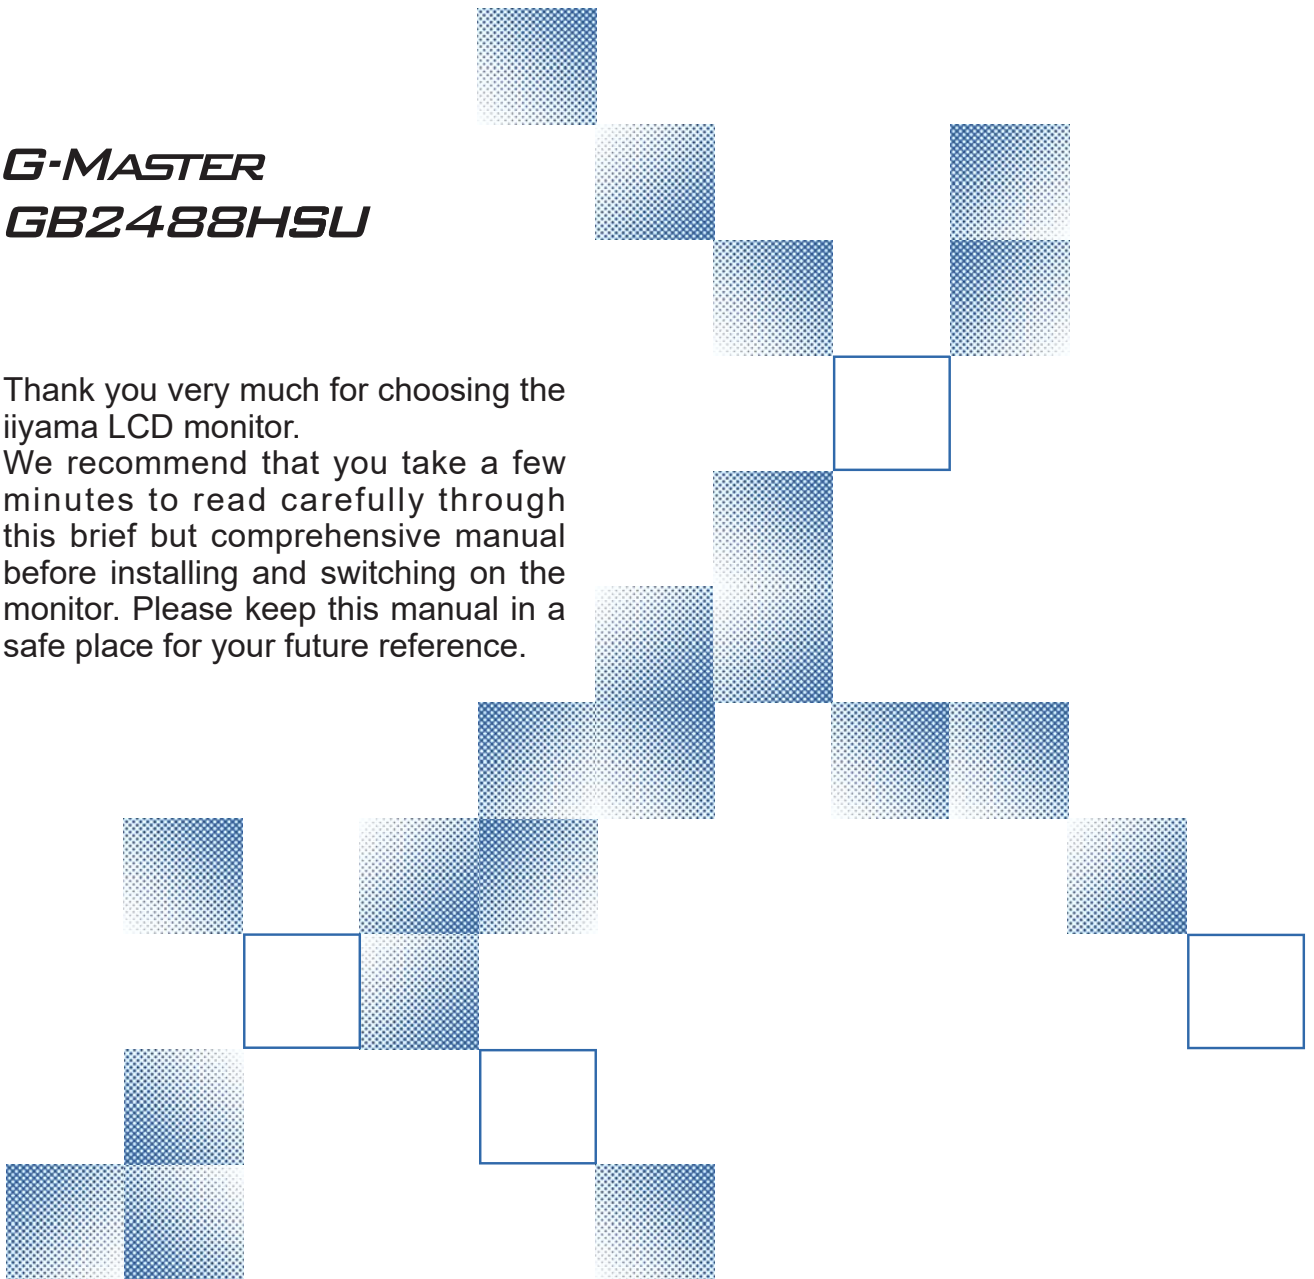 G-MASTER
GB2488HSU
Thank you very much for choosing the
iiyama LCD monitor.
We recommend that you take a few
minutes to read carefully through
this brief but comprehensive manual
before installing and switching on the
monitor. Please keep this manual in a
safe place for your future reference.